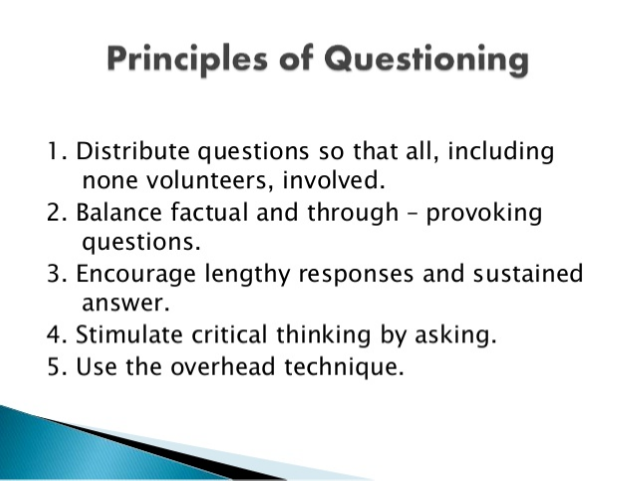 Principles of Questioning
1. Distribute questions so that all, including
none volunteers, involved.
2. Balance factual and through – provoking
questions.
3. Encourage lengthy responses and sustained
answer.
4. Stimulate critical thinking by asking.
5. Use the overhead technique.